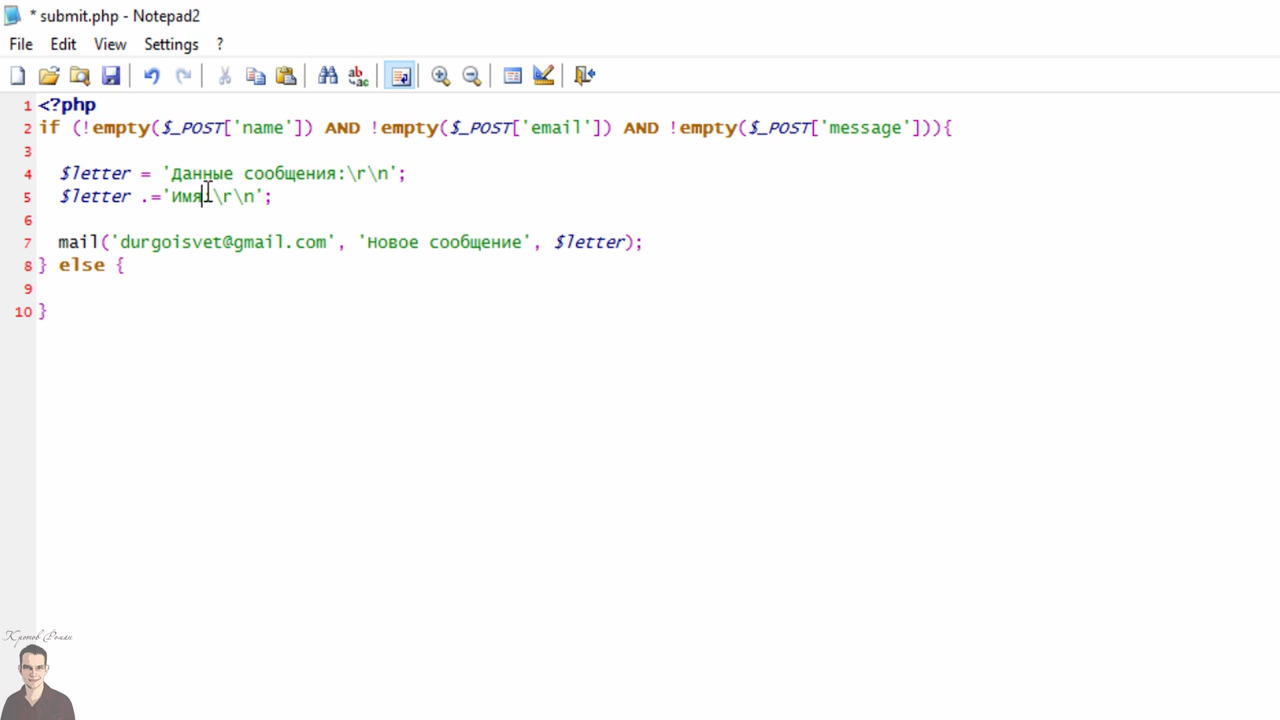 * submit.php - Notepad2
File Edit View Settings ?
1 <?php
2 if (!empty($_POST['name']) AND !empty($_POST['email']) AND !empty($_POST['message'])){
3
4 $letter = 'Данные сообщения:\r\n';
5 $letter .='Имя:\r\n';
6
7 mail('durgoisvet@gmail.com', 'Новое сообщение', $letter);
8 } else {
9
10 }
Кротов Роман